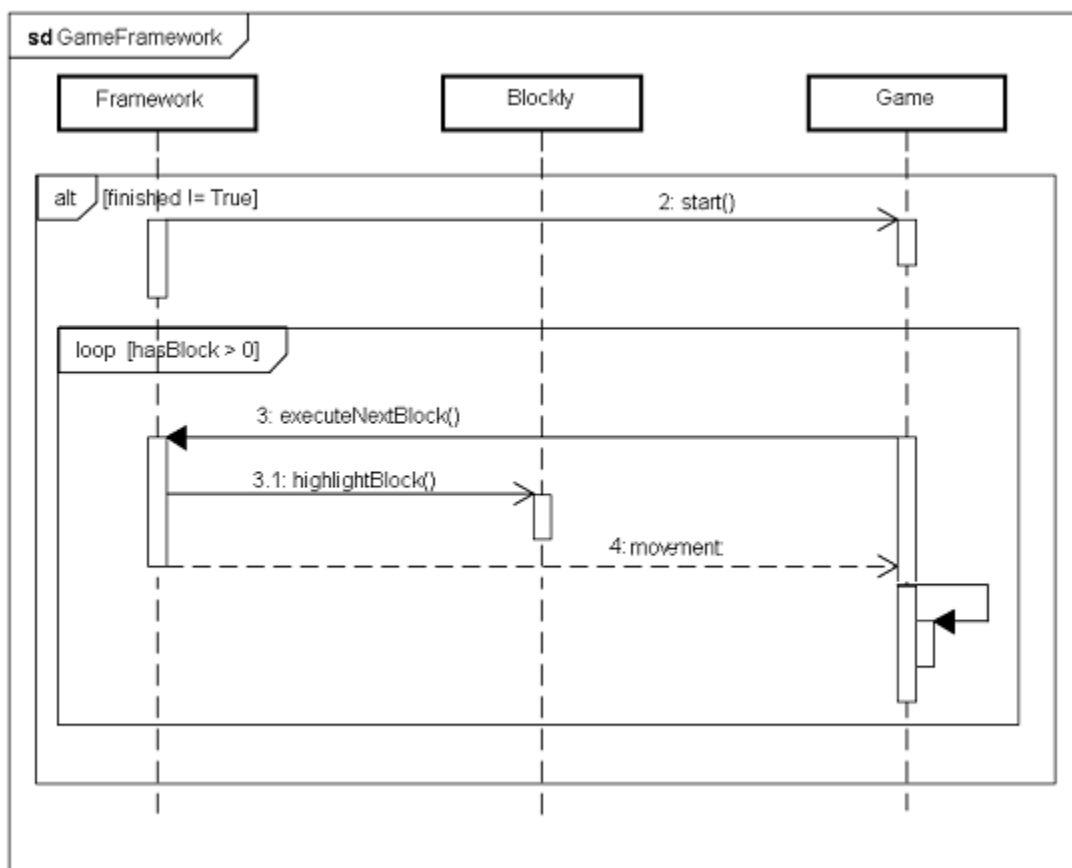 sd GameFramework
Framework
Blockly
Game
alt [finished != True]
2: start()
loop [hasBlock > 0]
3: executeNextBlock()
3.1: highlightBlock()
4: movement